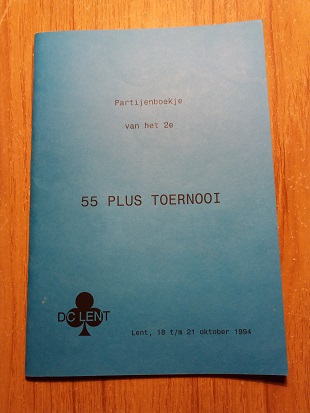 Partijenboekje
van het 2e
55 PLUS TOERNOOI
DC LENT
Lent, 18 t/m 21 oktober 1994